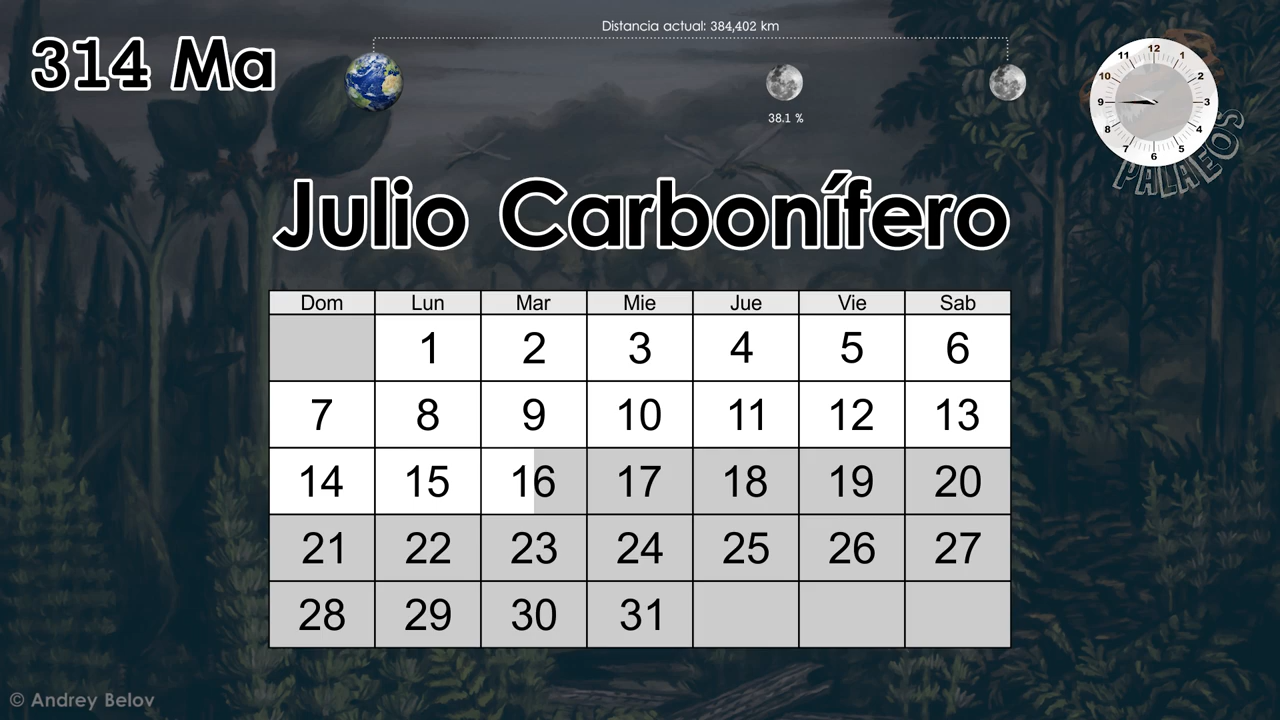 Distancia actual: 384,402 km
314 Ma
38.1 %
12
1
2
3
4
5
6
7
8
9
10
11
PALAEOS
Julio Carbonífero
Dom Lun Mar Mie Jue Vie Sab
1 2 3 4 5 6
7 8 9 10 11 12 13
14 15 16 17 18 19 20
21 22 23 24 25 26 27
28 29 30 31
© Andrey Belov